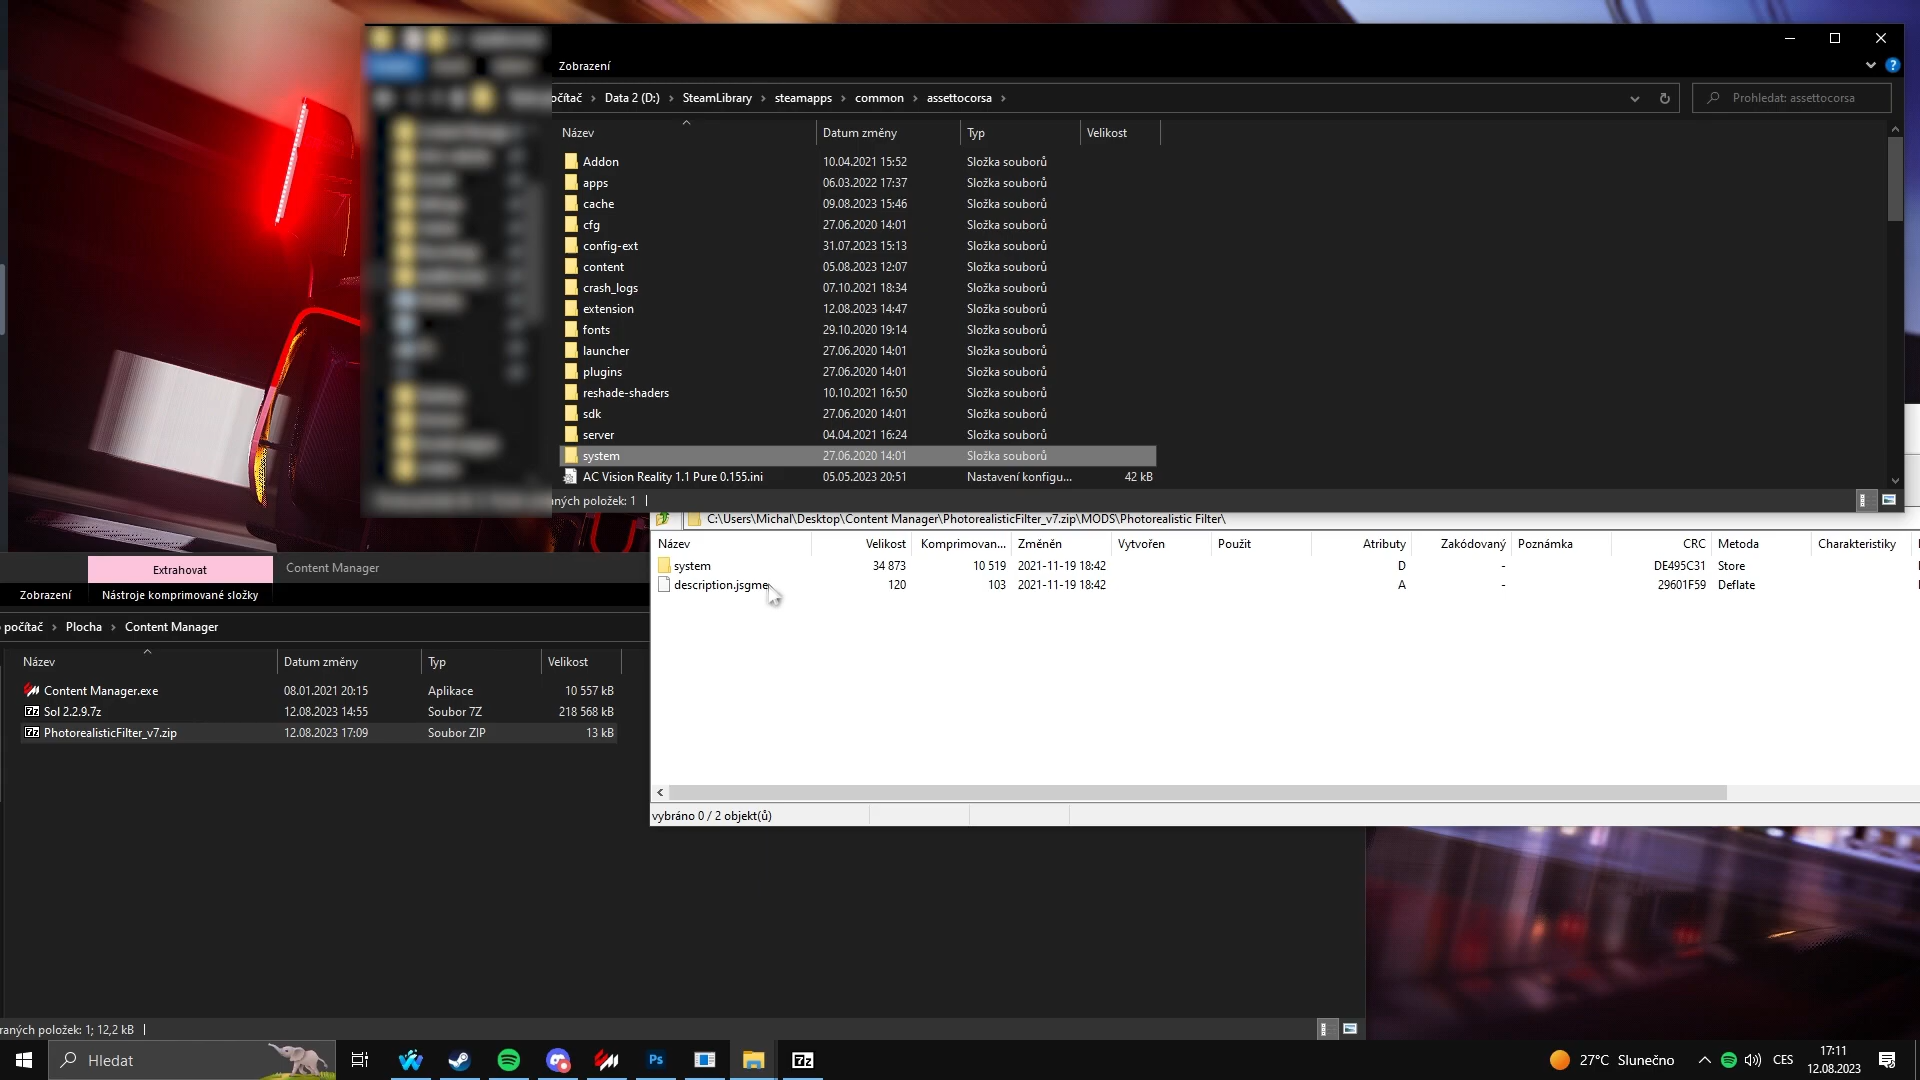 Zobrazení
očítač > Data 2 (D:) > SteamLibrary > steamapps > common > assettocorsa >
Prohledat: assettocorsa
Název Datum změny Typ Velikost
Addon 10.04.2021 15:52 Složka souborů
apps 06.03.2022 17:37 Složka souborů
cache 09.08.2023 15:46 Složka souborů
cfg 27.06.2020 14:01 Složka souborů
config-ext 31.07.2023 15:13 Složka souborů
content 05.08.2023 12:07 Složka souborů
crash_logs 07.10.2021 18:34 Složka souborů
extension 12.08.2023 14:47 Složka souborů
fonts 29.10.2020 19:14 Složka souborů
launcher 27.06.2020 14:01 Složka souborů
plugins 27.06.2020 14:01 Složka souborů
reshade-shaders 10.10.2021 16:50 Složka souborů
sdk 27.06.2020 14:01 Složka souborů
server 04.04.2021 16:24 Složka souborů
system 27.06.2020 14:01 Složka souborů
AC Vision Reality 1.1 Pure 0.155.ini 05.05.2023 20:51 Nastavení konfigu... 42 kB
ných položek: 1
C:\Users\Michal\Desktop\Content Manager\PhotorealisticFilter_v7.zip\MODS\Photorealistic Filter\
Název Velikost Komprimovan... Změněn Vytvořen Použit Atributy Zakódovaný Poznámka CRC Metoda Charakteristiky
system 34 873 10 519 2021-11-19 18:42 D - DE495C31 Store
description.jsgme 120 103 2021-11-19 18:42 A - 29601F59 Deflate
vybráno 0 / 2 objekt(ů)
Extrahovat Content Manager
Zobrazení Nástroje komprimované složky
počítač > Plocha > Content Manager
Název Datum změny Typ Velikost
Content Manager.exe 08.01.2021 20:15 Aplikace 10 557 kB
Sol 2.2.9.7z 12.08.2023 14:55 Soubor 7Z 218 568 kB
PhotorealisticFilter_v7.zip 12.08.2023 17:09 Soubor ZIP 13 kB
raných položek: 1; 12,2 kB
Hledat
Ps
7z
27°C Slunečno
CES
17:11
12.08.2023